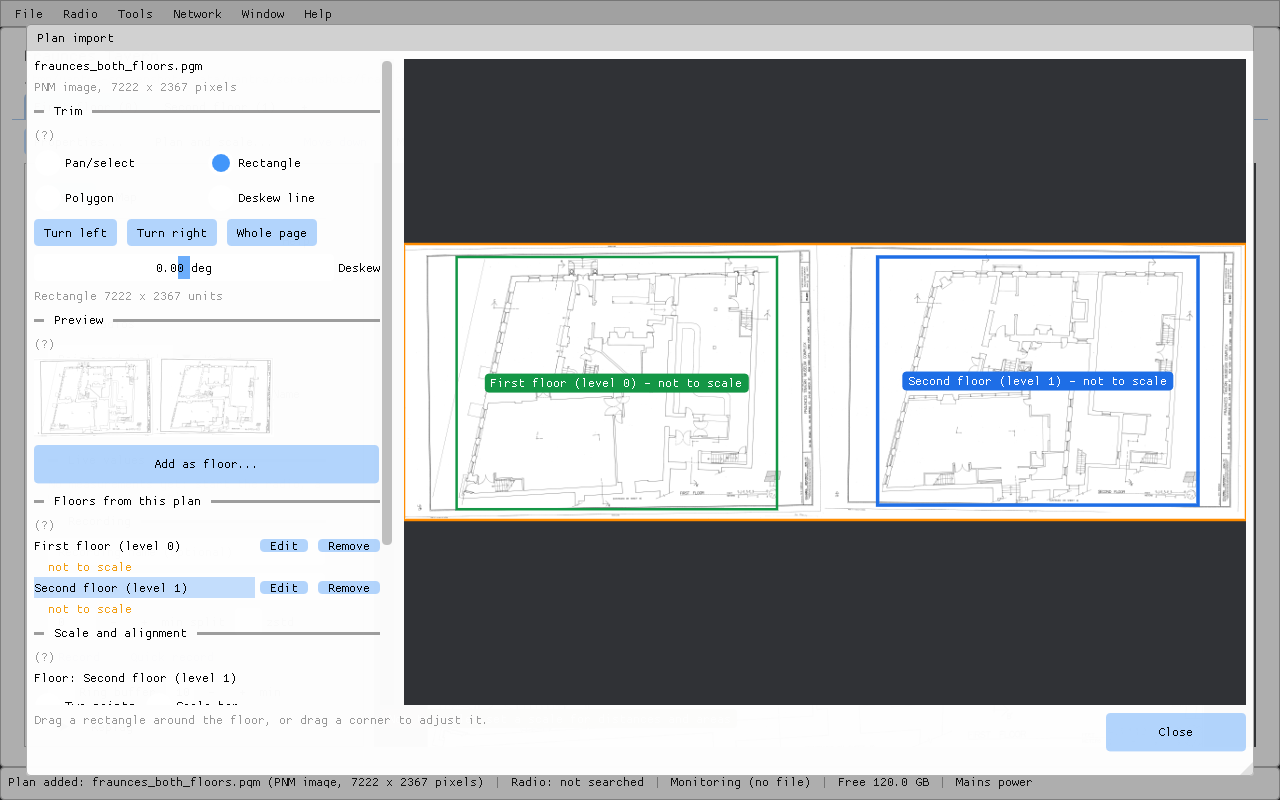 File Radio Tools Network Window Help
Plan import
fraunces_both_floors.pgm
PNM image, 7222 x 2367 pixels
Trim
(?)
Pan/select Rectangle
Polygon Deskew line
Turn left Turn right Whole page
0.00 deg Deskew
Rectangle 7222 x 2367 units
Preview
(?)
Add as floor...
Floors from this plan
(?)
First floor (level 0) Edit Remove
not to scale
Second floor (level 1) Edit Remove
not to scale
Scale and alignment
(?)
Floor: Second floor (level 1)
First floor (level 0) - not to scale
Second floor (level 1) - not to scale
FIRST FLOOR
SECOND FLOOR
Drag a rectangle around the floor, or drag a corner to adjust it.
Close
Plan added: fraunces_both_floors.pgm (PNM image, 7222 x 2367 pixels) | Radio: not searched | Monitoring (no file) | Free 120.0 GB | Mains power